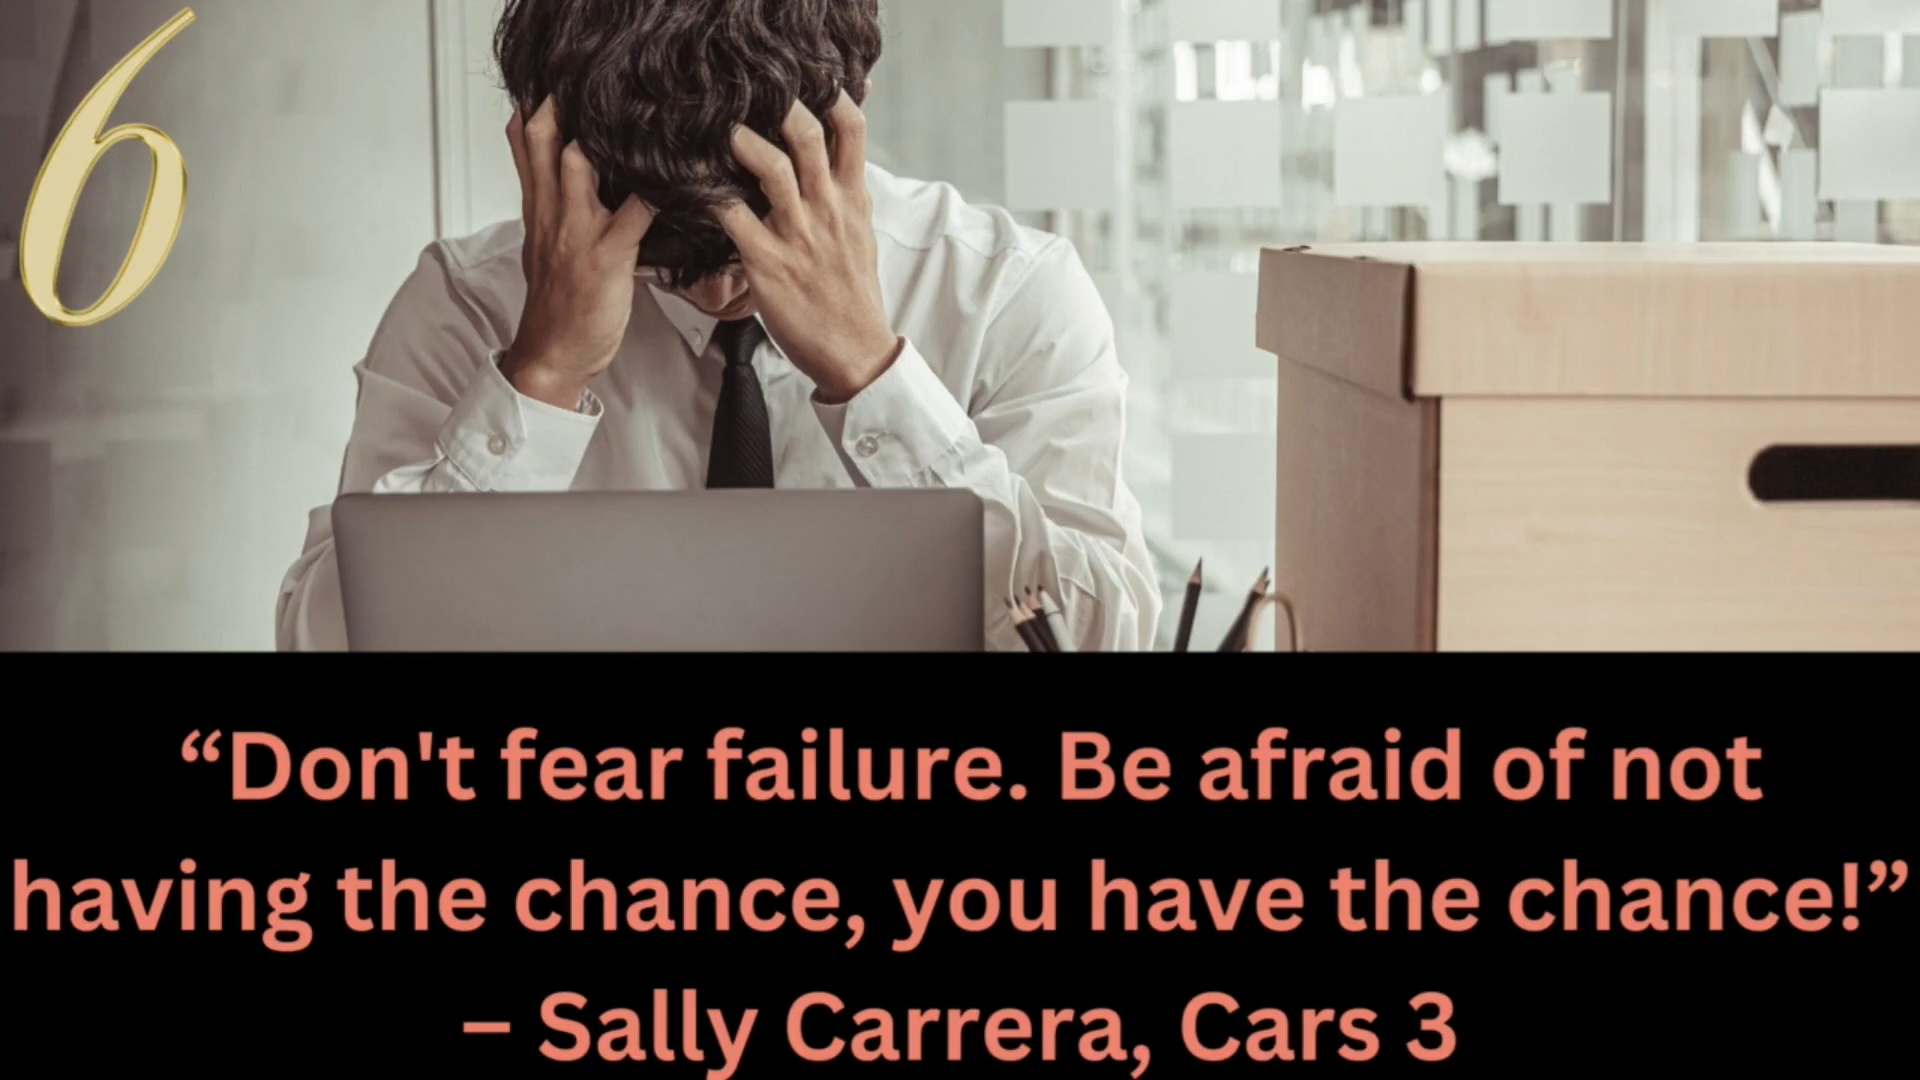 6
“Don't fear failure. Be afraid of not
having the chance, you have the chance!”
– Sally Carrera, Cars 3